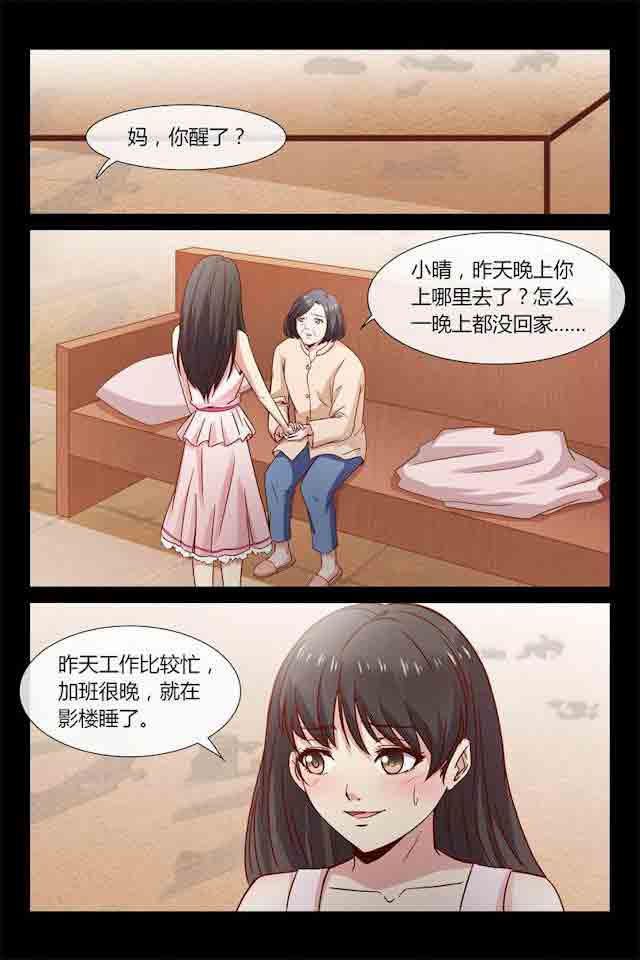 妈，你醒了？
小晴，昨天晚上你
上哪里去了？怎么
一晚上都没回家……
昨天工作比较忙，
加班很晚，就在
影楼睡了。